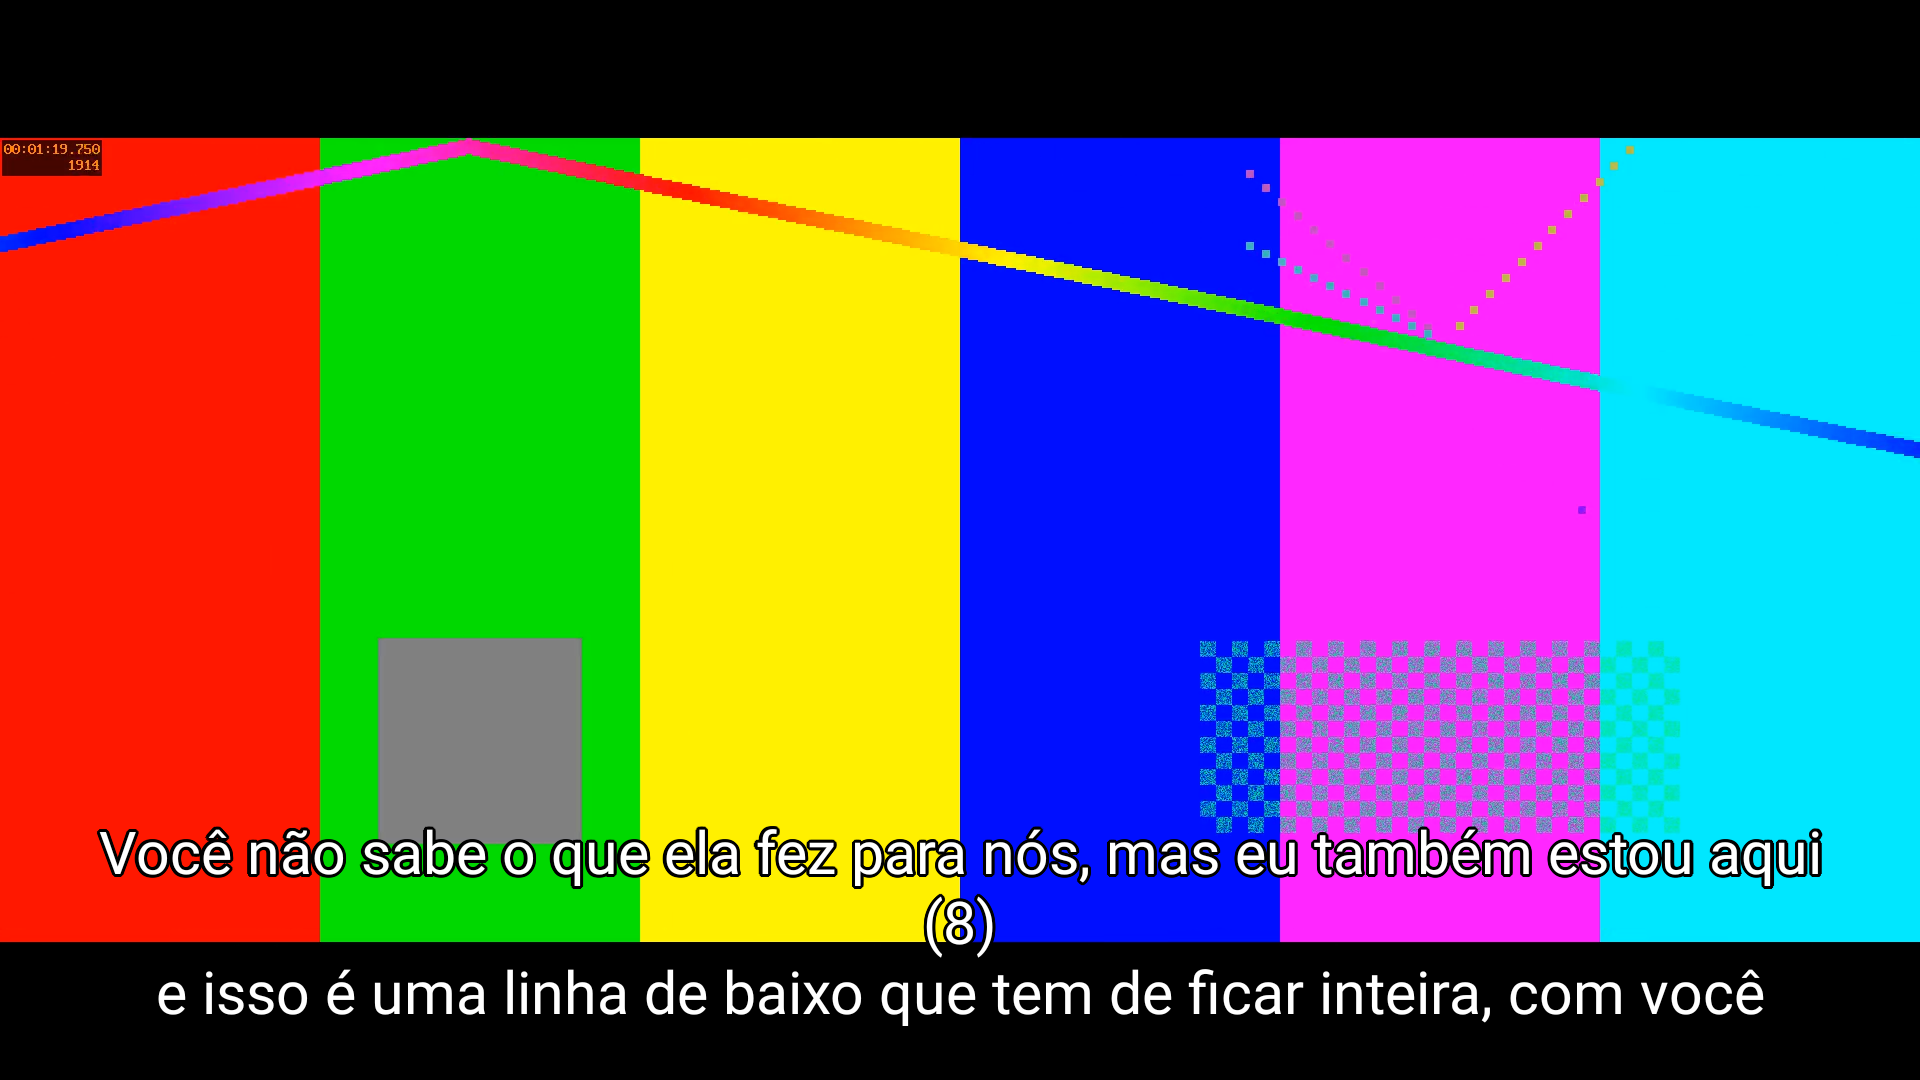 00:01:19.750
1914
Você não sabe o que ela fez para nós, mas eu também estou aqui
(8)
e isso é uma linha de baixo que tem de ficar inteira, com você